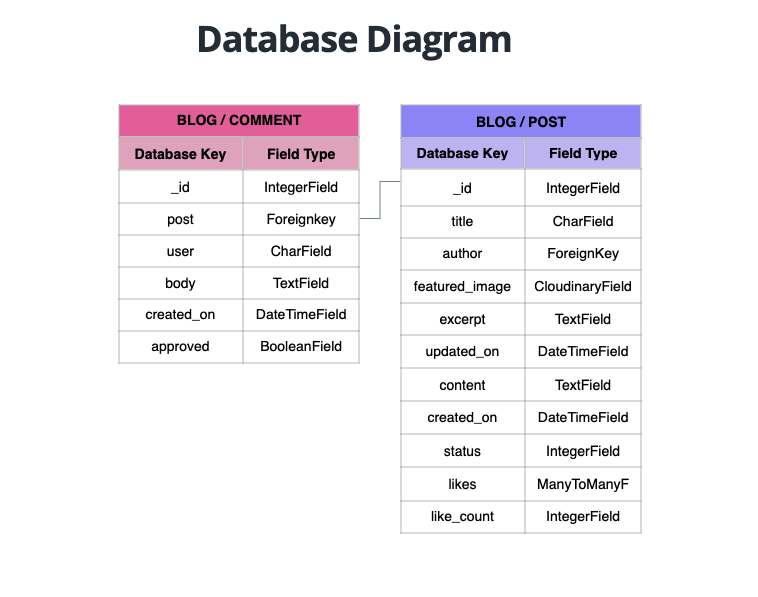 Database Diagram
BLOG / COMMENT
Database Key Field Type
_id IntegerField
post Foreignkey
user CharField
body TextField
created_on DateTimeField
approved BooleanField
BLOG / POST
Database Key Field Type
_id IntegerField
title CharField
author ForeignKey
featured_image CloudinaryField
excerpt TextField
updated_on DateTimeField
content TextField
created_on DateTimeField
status IntegerField
likes ManyToManyF
like_count IntegerField